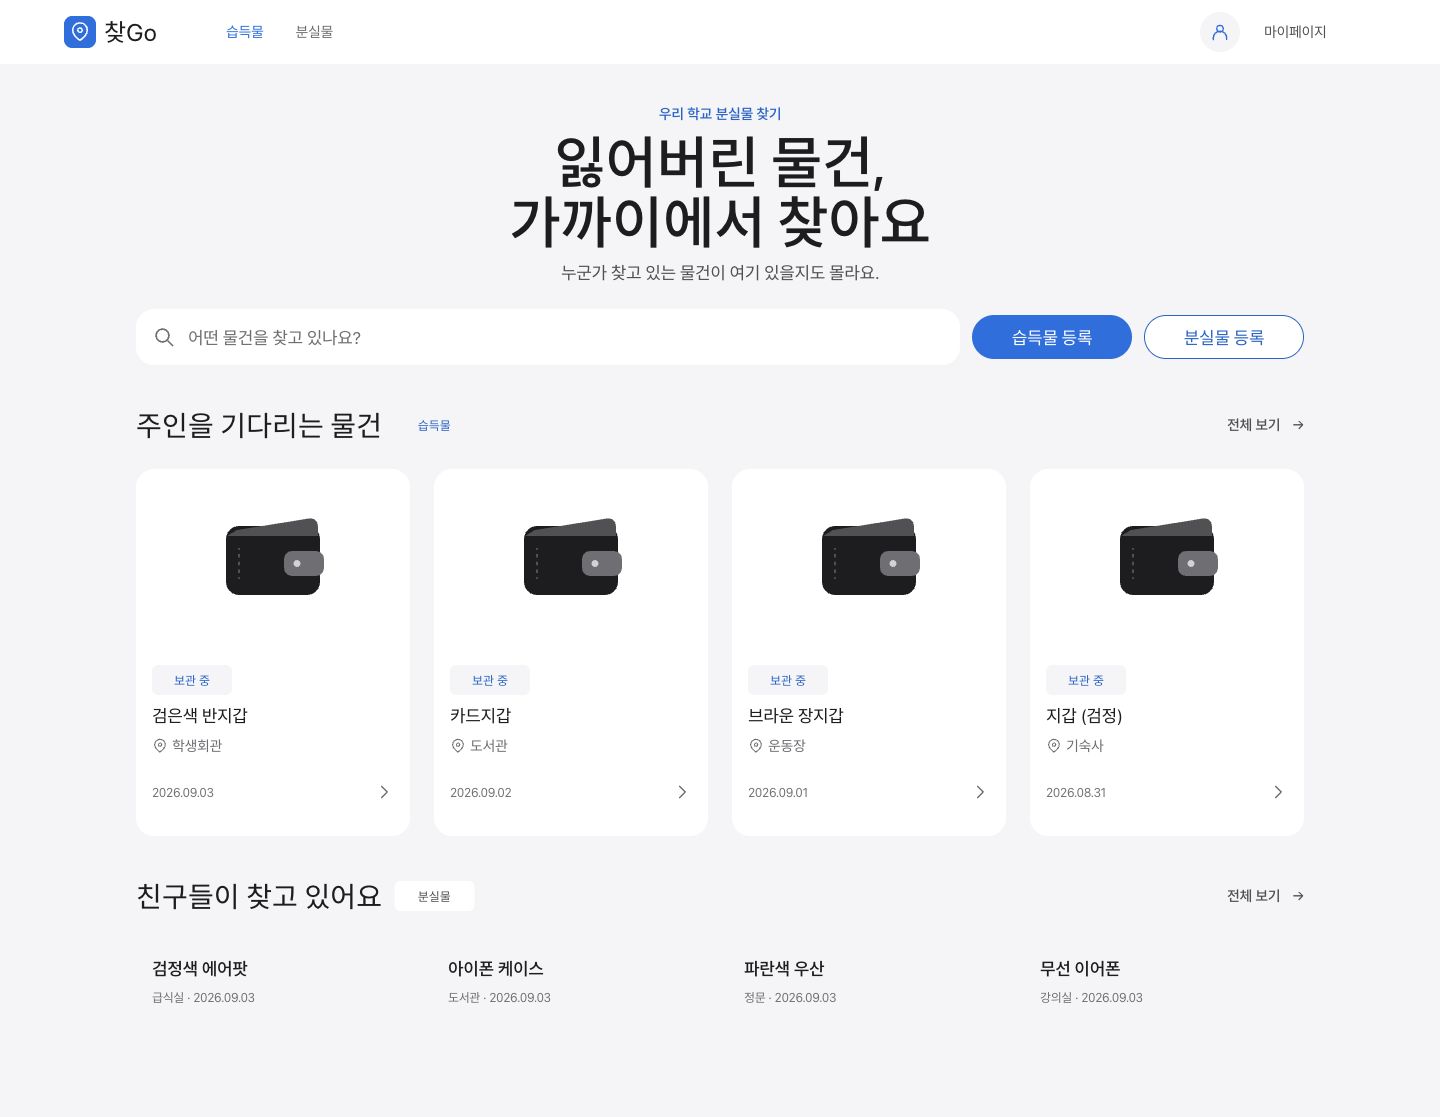 찾Go
습득물
분실물
마이페이지
우리 학교 분실물 찾기
잃어버린 물건,
가까이에서 찾아요
누군가 찾고 있는 물건이 여기 있을지도 몰라요.
어떤 물건을 찾고 있나요?
습득물 등록
분실물 등록
주인을 기다리는 물건
습득물
전체 보기
보관 중
검은색 반지갑
학생회관
2026.09.03
보관 중
카드지갑
도서관
2026.09.02
보관 중
브라운 장지갑
운동장
2026.09.01
보관 중
지갑 (검정)
기숙사
2026.08.31
친구들이 찾고 있어요
분실물
전체 보기
검정색 에어팟
급식실 · 2026.09.03
아이폰 케이스
도서관 · 2026.09.03
파란색 우산
정문 · 2026.09.03
무선 이어폰
강의실 · 2026.09.03